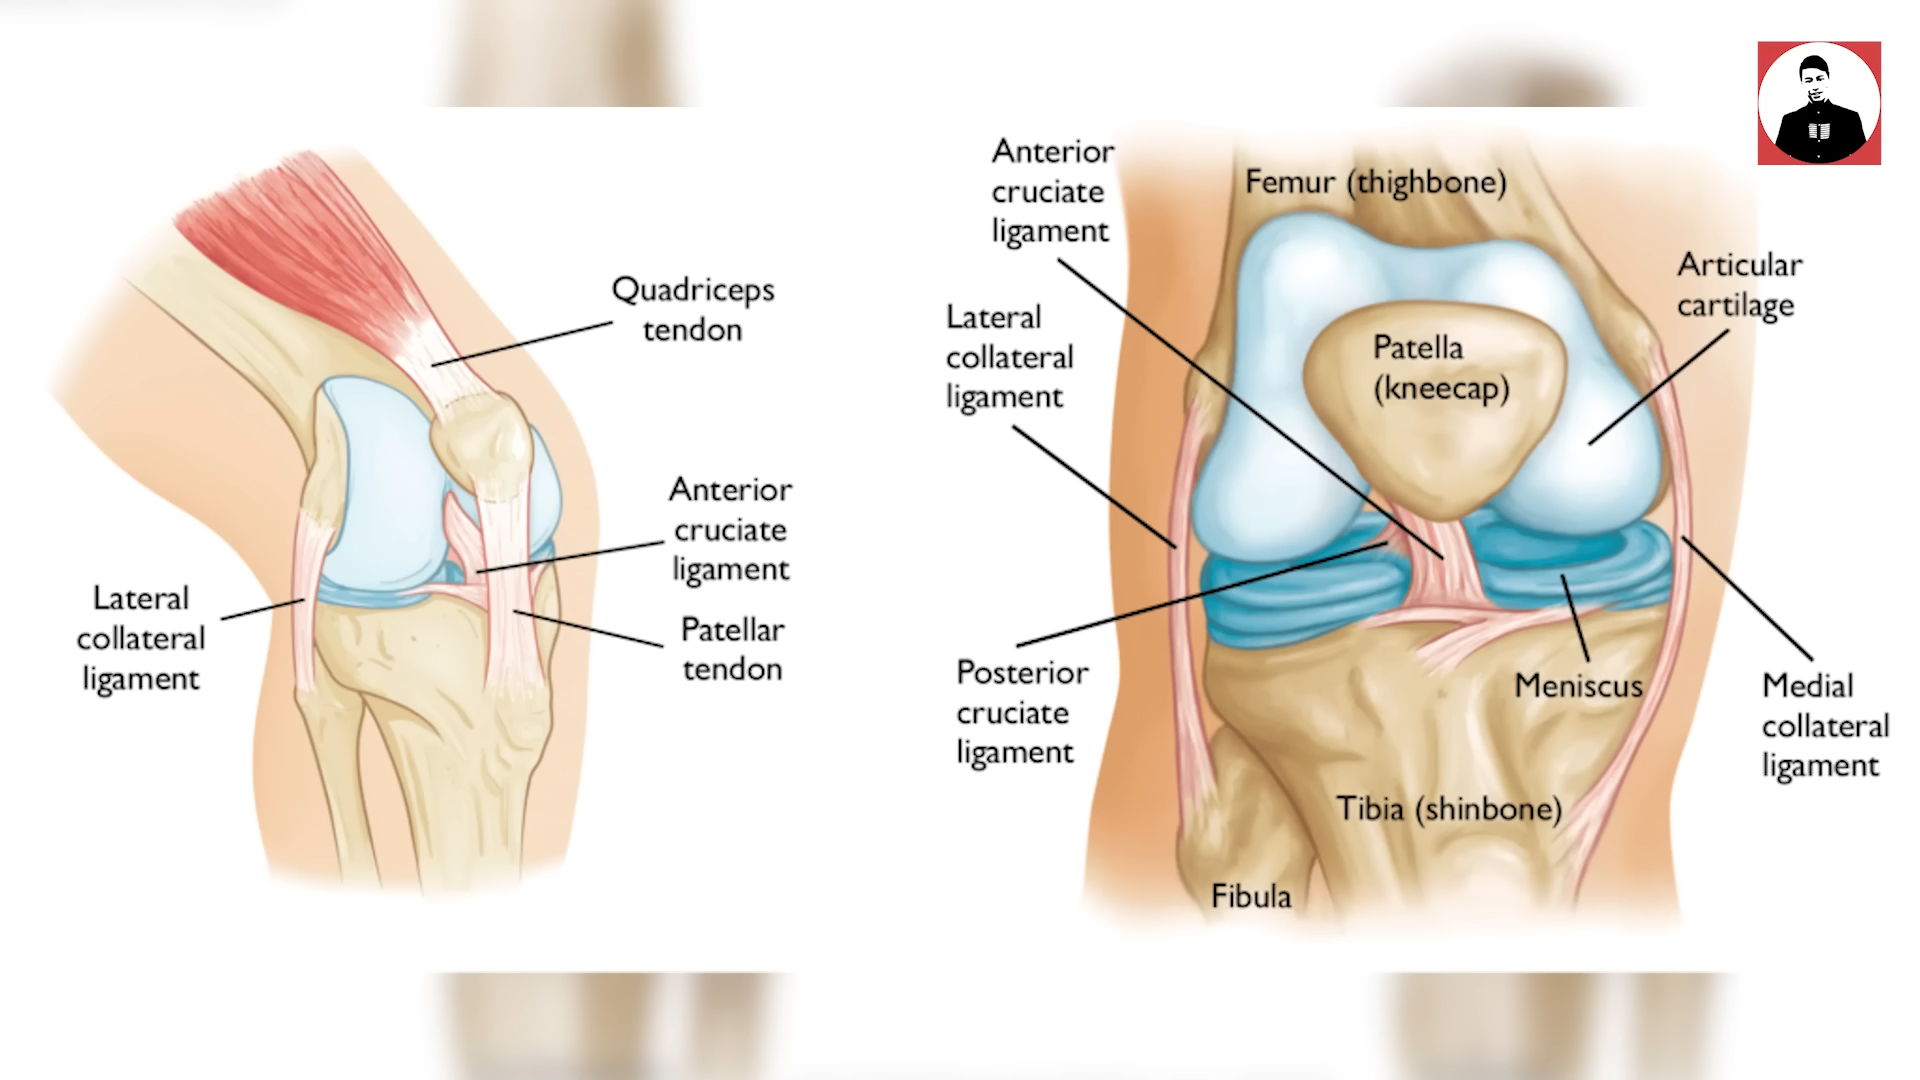 Quadriceps
tendon
Anterior
cruciate
ligament
Patellar
tendon
Lateral
collateral
ligament
Anterior
cruciate
ligament
Femur (thighbone)
Articular
cartilage
Lateral
collateral
ligament
Patella
(kneecap)
Posterior
cruciate
ligament
Meniscus
Medial
collateral
ligament
Tibia (shinbone)
Fibula